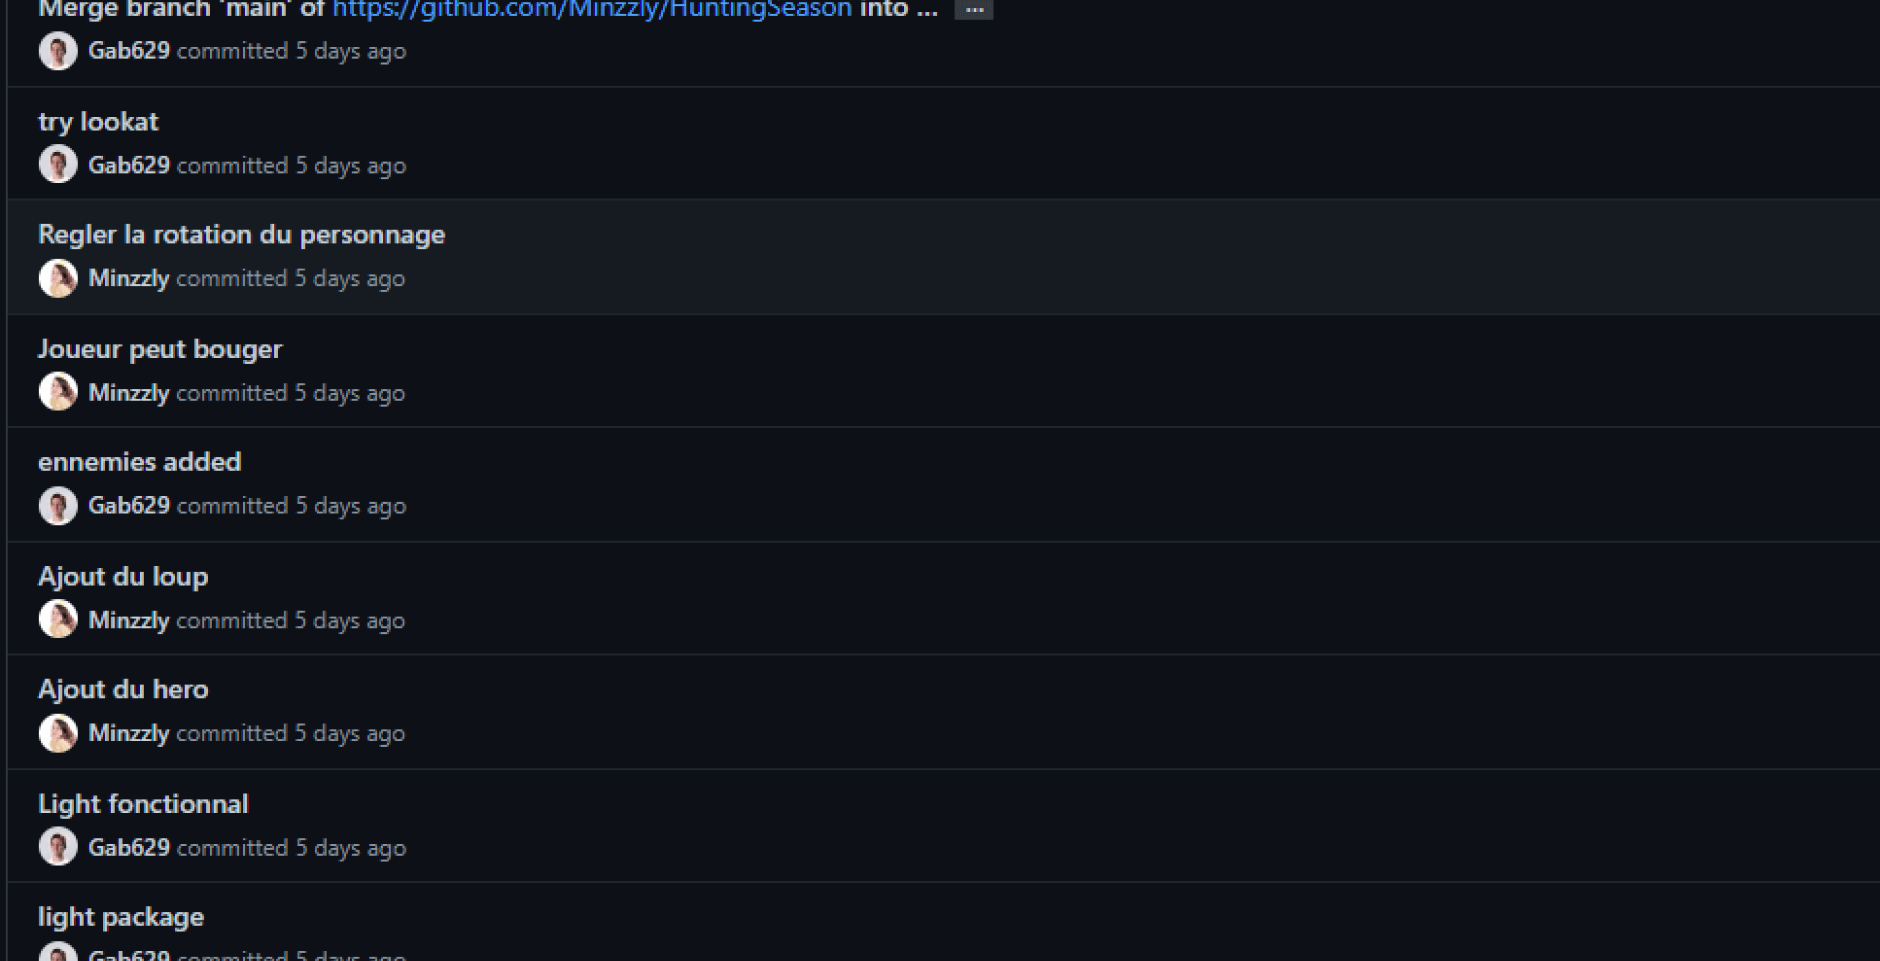 Merge branch 'main' of https://github.com/Minzzly/HuntingSeason into ... ...
Gab629 committed 5 days ago
try lookat
Gab629 committed 5 days ago
Regler la rotation du personnage
Minzzly committed 5 days ago
Joueur peut bouger
Minzzly committed 5 days ago
ennemies added
Gab629 committed 5 days ago
Ajout du loup
Minzzly committed 5 days ago
Ajout du hero
Minzzly committed 5 days ago
Light fonctionnal
Gab629 committed 5 days ago
light package
Gab629 committed 5 days ago